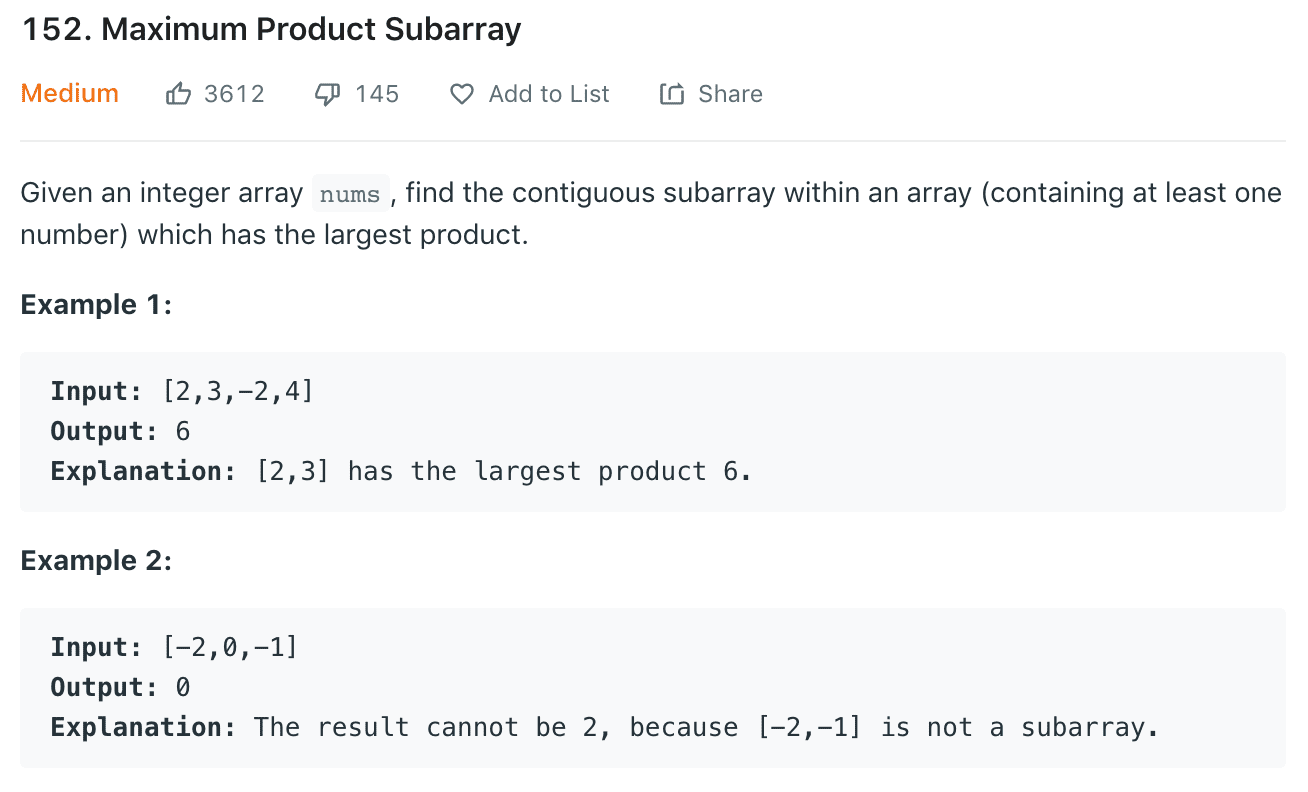 152. Maximum Product Subarray
Medium 3612 145 Add to List Share
Given an integer array nums , find the contiguous subarray within an array (containing at least one
number) which has the largest product.
Example 1:
Input: [2,3,-2,4]
Output: 6
Explanation: [2,3] has the largest product 6.
Example 2:
Input: [-2,0,-1]
Output: 0
Explanation: The result cannot be 2, because [-2,-1] is not a subarray.